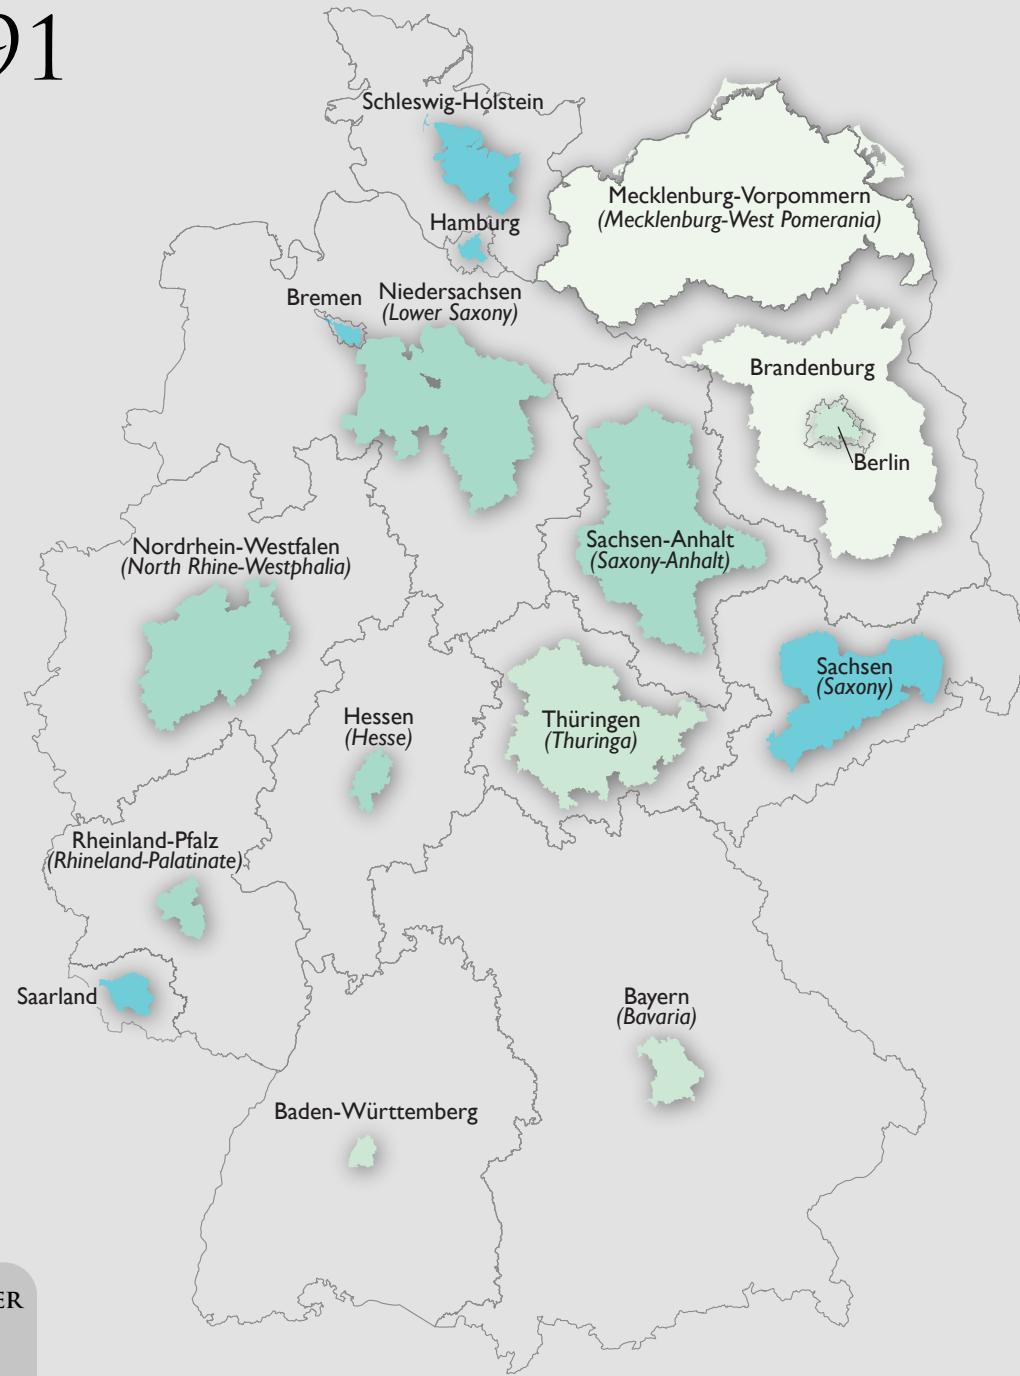 91
Schleswig-Holstein
Mecklenburg-Vorpommern
(Mecklenburg-West Pomerania)
Hamburg
Bremen
Niedersachsen
(Lower Saxony)
Brandenburg
Berlin
Nordrhein-Westfalen
(North Rhine-Westphalia)
Sachsen-Anhalt
(Saxony-Anhalt)
Sachsen
(Saxony)
Hessen
(Hesse)
Thüringen
(Thuringa)
Rheinland-Pfalz
(Rhineland-Palatinate)
Saarland
Bayern
(Bavaria)
Baden-Württemberg
ER